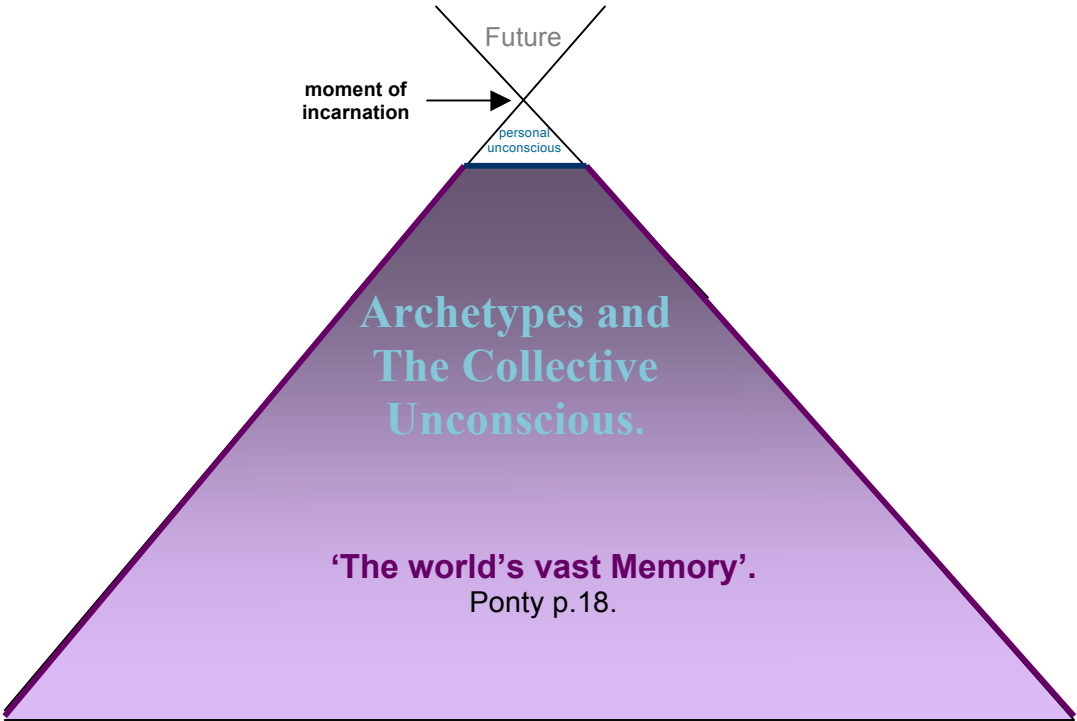 Future
moment of
incarnation
personal
unconscious
Archetypes and
The Collective
Unconscious.
‘The world’s vast Memory’.
Ponty p.18.